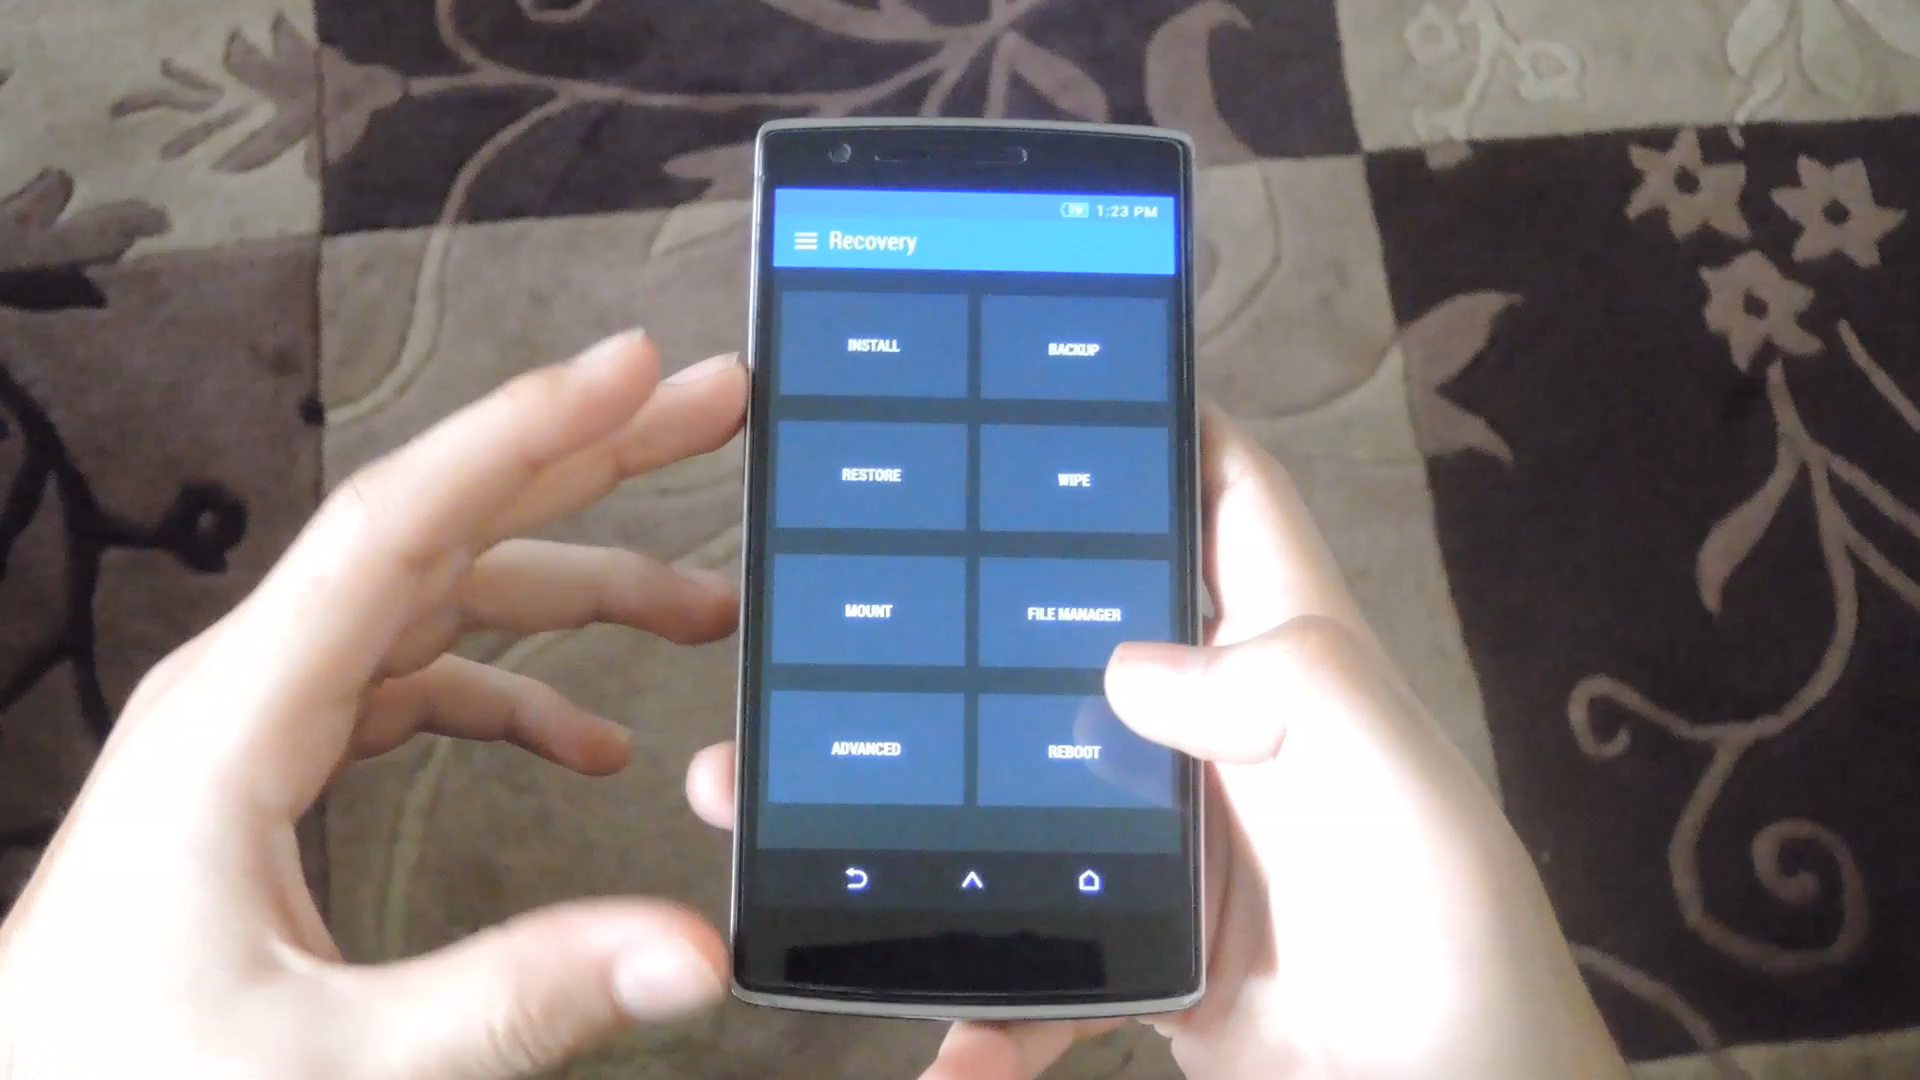 1:23 PM
Recovery
INSTALL
BACKUP
RESTORE
WIPE
MOUNT
FILE MANAGER
ADVANCED
REBOOT